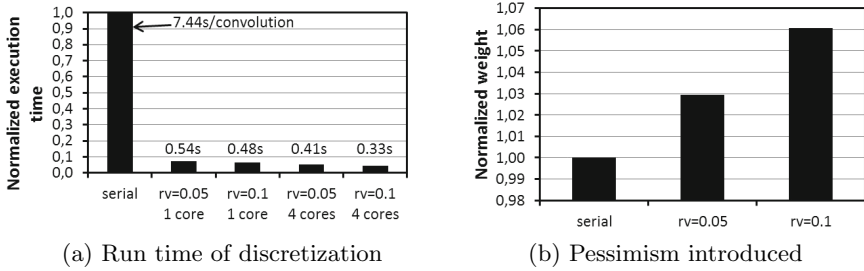 Normalized execution time
1,0
0,9
0,8
0,7
0,6
0,5
0,4
0,3
0,2
0,1
0,0
7.44s/convolution
0.54s
0.48s
0.41s
0.33s
serial
rv=0.05 1 core
rv=0.1 1 core
rv=0.05 4 cores
rv=0.1 4 cores
(a) Run time of discretization
Normalized weight
1,07
1,06
1,05
1,04
1,03
1,02
1,01
1,00
0,99
0,98
serial
rv=0.05
rv=0.1
(b) Pessimism introduced